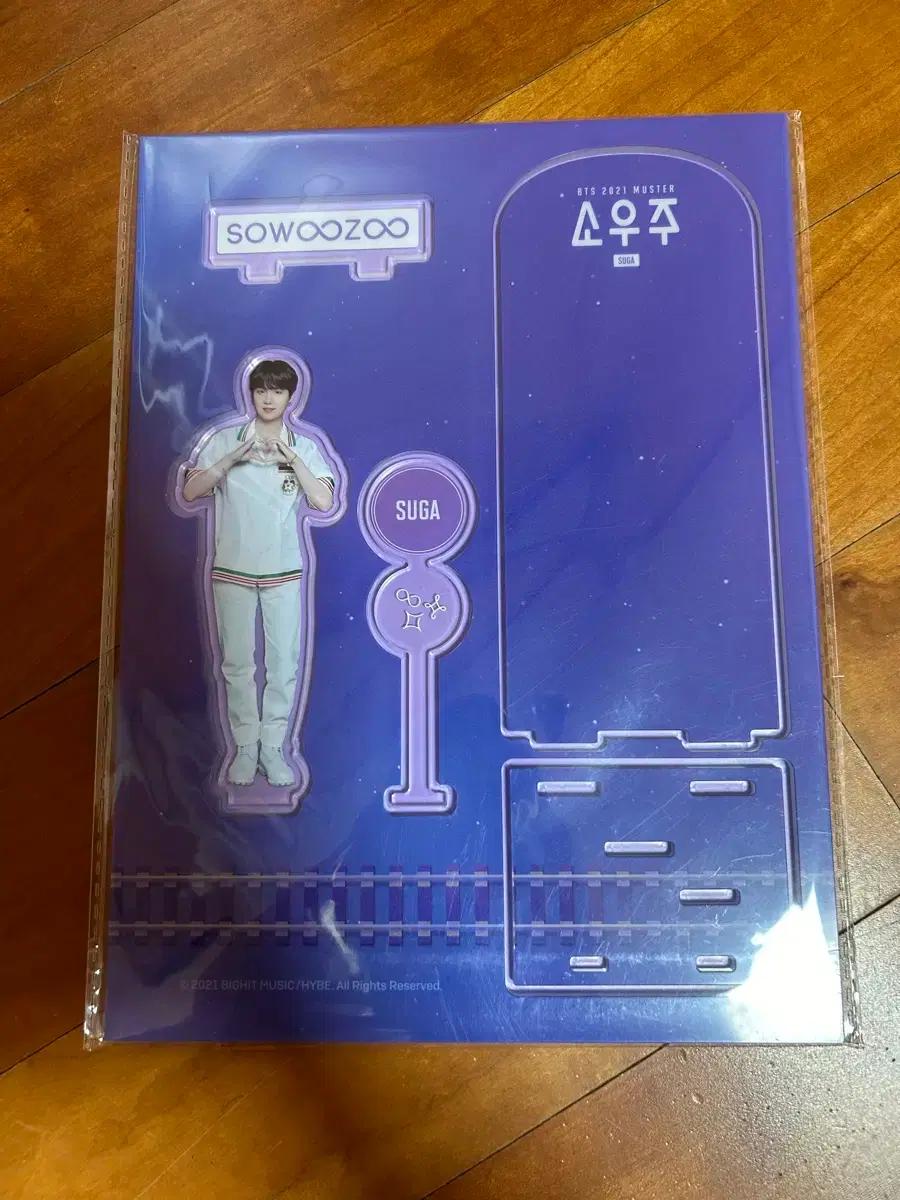 SOWOOZOO
BTS 2021 MUSTER
소우주
SUGA
SUGA
© 2021 BIGHIT MUSIC/HYBE. All Rights Reserved.